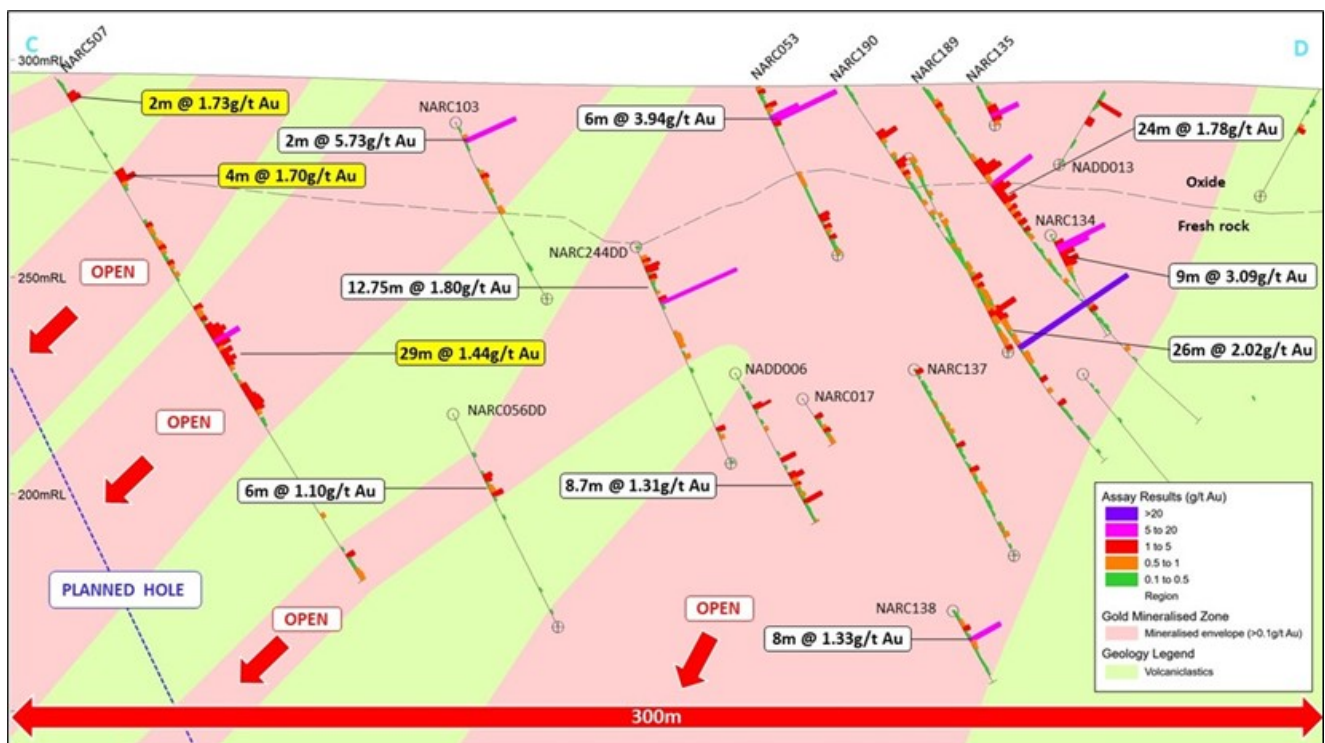 C
D
300mRL
NARC507
NARC053
NARC190
NARC189
NARC135
2m @ 1.73g/t Au
NARC103
6m @ 3.94g/t Au
24m @ 1.78g/t Au
2m @ 5.73g/t Au
NADD013
4m @ 1.70g/t Au
Oxide
NARC134
Fresh rock
NARC244DD
OPEN
250mRL
12.75m @ 1.80g/t Au
9m @ 3.09g/t Au
29m @ 1.44g/t Au
26m @ 2.02g/t Au
NADD006
NARC137
NARC017
NARC056DD
OPEN
6m @ 1.10g/t Au
8.7m @ 1.31g/t Au
200mRL
Assay Results (g/t Au)
>20
5 to 20
1 to 5
0.5 to 1
0.1 to 0.5
Region
Gold Mineralised Zone
Mineralised envelope (>0.1g/t Au)
Geology Legend
Volcaniclastics
PLANNED HOLE
OPEN
OPEN
NARC138
8m @ 1.33g/t Au
300m